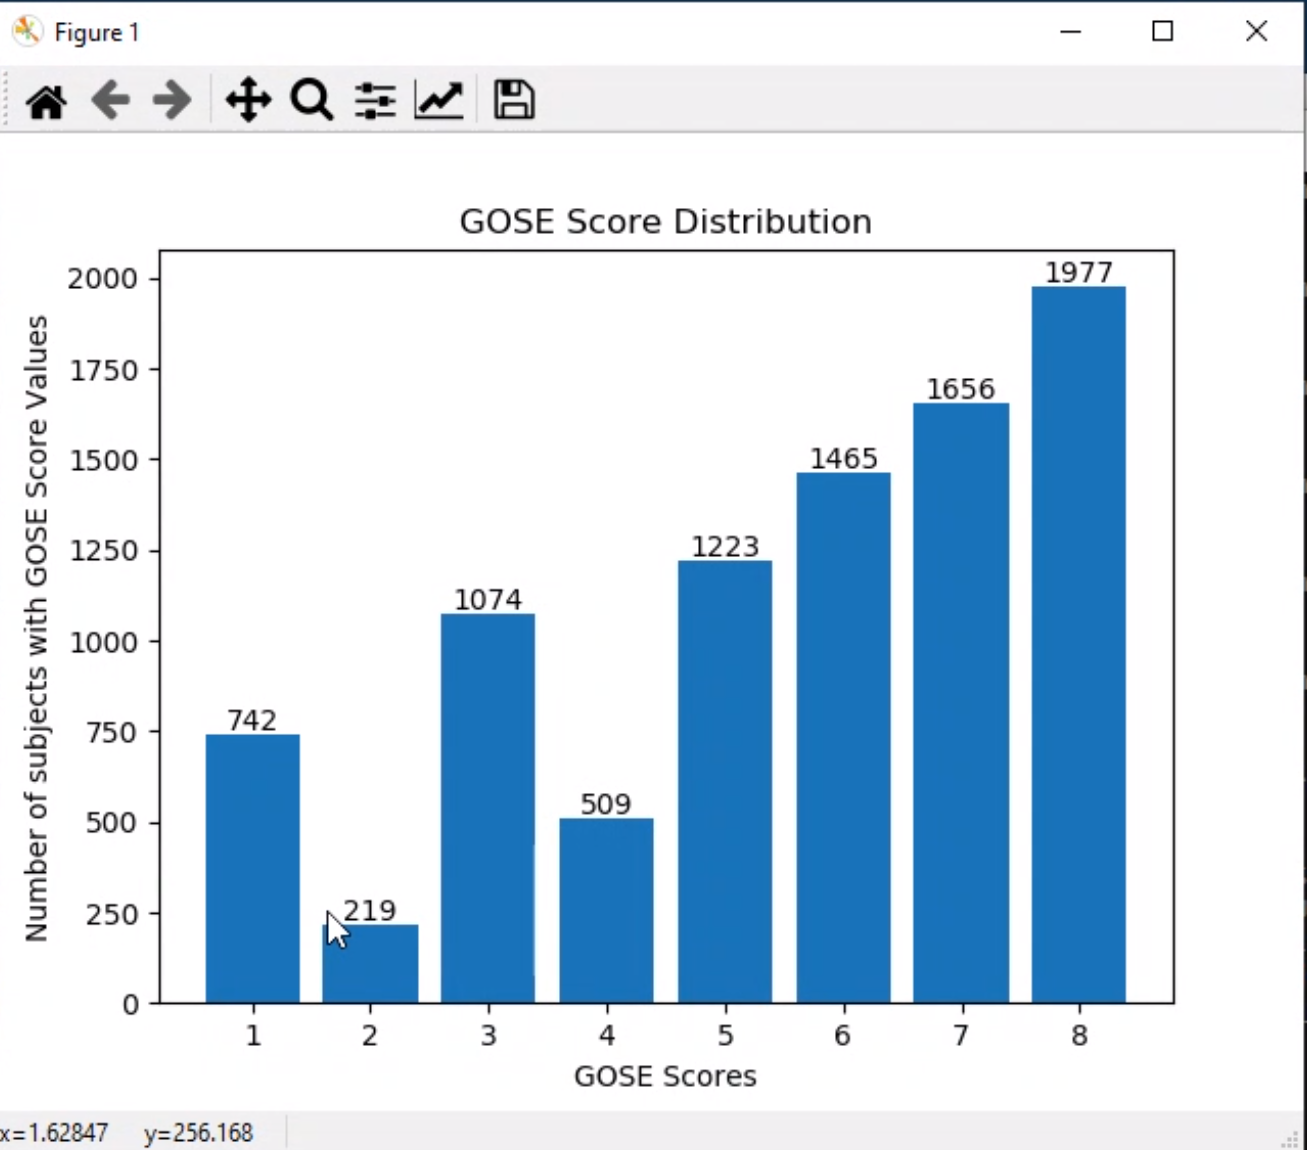 Figure 1
GOSE Score Distribution
Number of subjects with GOSE Score Values
2000
1750
1500
1250
1000
750
500
250
0
742
219
1074
509
1223
1465
1656
1977
1 2 3 4 5 6 7 8
GOSE Scores
x=1.62847 y=256.168